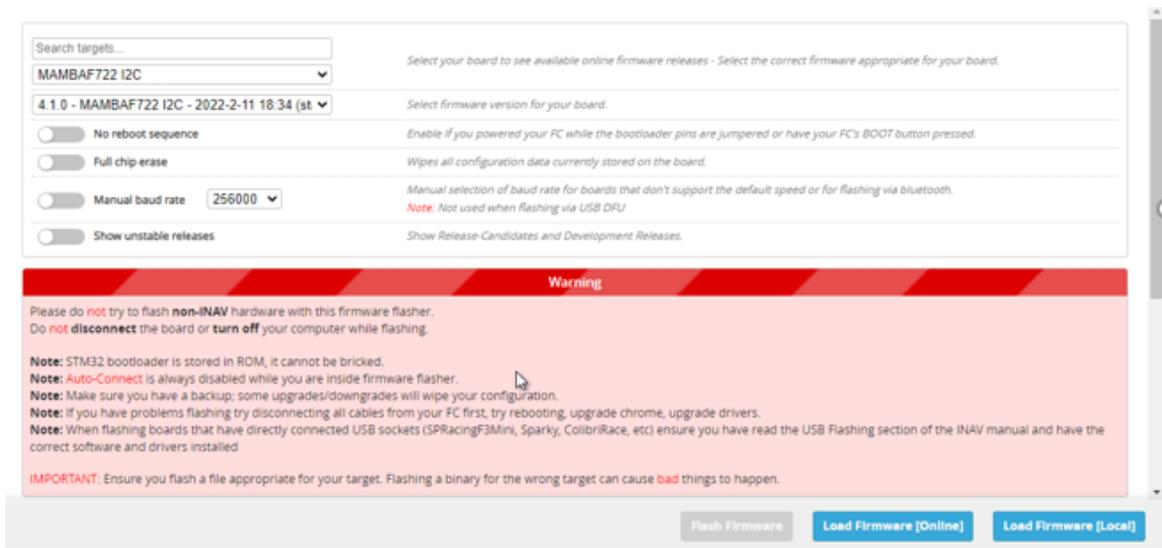 Search targets...
Select your board to see available online firmware releases - Select the correct firmware appropriate for your board.
MAMBAF722 I2C
4.1.0 - MAMBAF722 I2C - 2022-2-11 18:34 (st
Select firmware version for your board.
No reboot sequence
Enable if you powered your FC while the bootloader pins are jumpered or have your FC's BOOT button pressed.
Full chip erase
Wipes all configuration data currently stored on the board.
Manual baud rate
256000
Manual selection of baud rate for boards that don't support the default speed or for flashing via bluetooth.
Note: Not used when flashing via USB DFU
Show unstable releases
Show Release-Candidates and Development Releases.
Warning
Please do not try to flash non-INAV hardware with this firmware flasher.
Do not disconnect the board or turn off your computer while flashing.
Note: STM32 bootloader is stored in ROM, it cannot be bricked.
Note: Auto-Connect is always disabled while you are inside firmware flasher.
Note: Make sure you have a backup; some upgrades/downgrades will wipe your configuration.
Note: If you have problems flashing try disconnecting all cables from your FC first, try rebooting, upgrade chrome, upgrade drivers.
Note: When flashing boards that have directly connected USB sockets (SPRacingF3Mini, Sparky, ColibriRace, etc) ensure you have read the USB Flashing section of the INAV manual and have the
correct software and drivers installed
IMPORTANT: Ensure you flash a file appropriate for your target. Flashing a binary for the wrong target can cause bad things to happen.
Flash Firmware
Load Firmware [Online]
Load Firmware [Local]